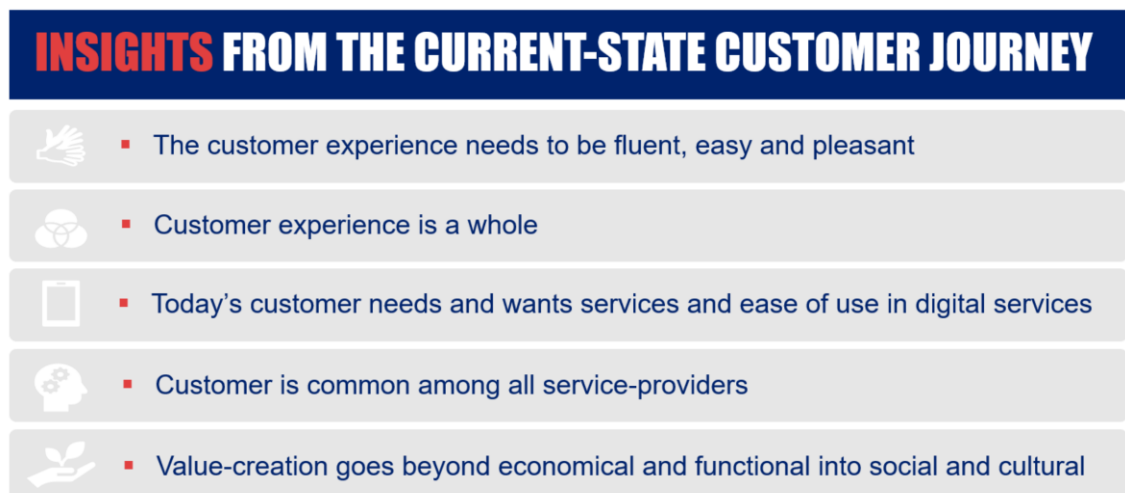 INSIGHTS FROM THE CURRENT-STATE CUSTOMER JOURNEY
▪ The customer experience needs to be fluent, easy and pleasant
▪ Customer experience is a whole
▪ Today’s customer needs and wants services and ease of use in digital services
▪ Customer is common among all service-providers
▪ Value-creation goes beyond economical and functional into social and cultural